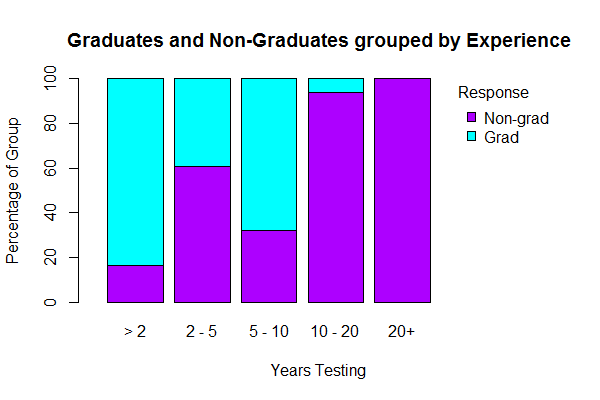 Graduates and Non-Graduates grouped by Experience
Percentage of Group
100
80
60
40
20
0
Response
Non-grad
Grad
> 2
2 - 5
5 - 10
10 - 20
20+
Years Testing